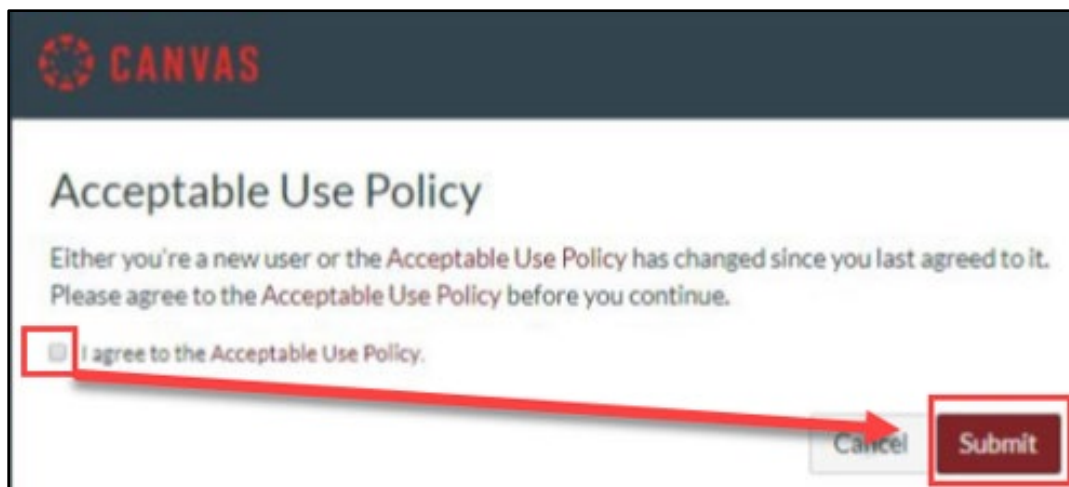 CANVAS
Acceptable Use Policy
Either you're a new user or the Acceptable Use Policy has changed since you last agreed to it.
Please agree to the Acceptable Use Policy before you continue.
I agree to the Acceptable Use Policy.
Cancel
Submit